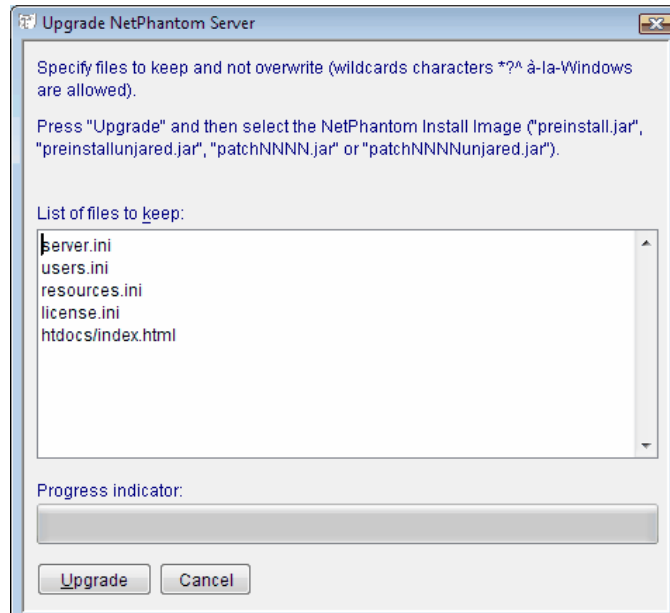 Upgrade NetPhantom Server
Specify files to keep and not overwrite (wildcards characters *?^ à-la-Windows
are allowed).
Press "Upgrade" and then select the NetPhantom Install Image ("preinstall.jar",
"preinstallunjared.jar", "patchNNNN.jar" or "patchNNNNunjared.jar").
List of files to keep:
server.ini
users.ini
resources.ini
license.ini
htdocs/index.html
Progress indicator:
Upgrade
Cancel